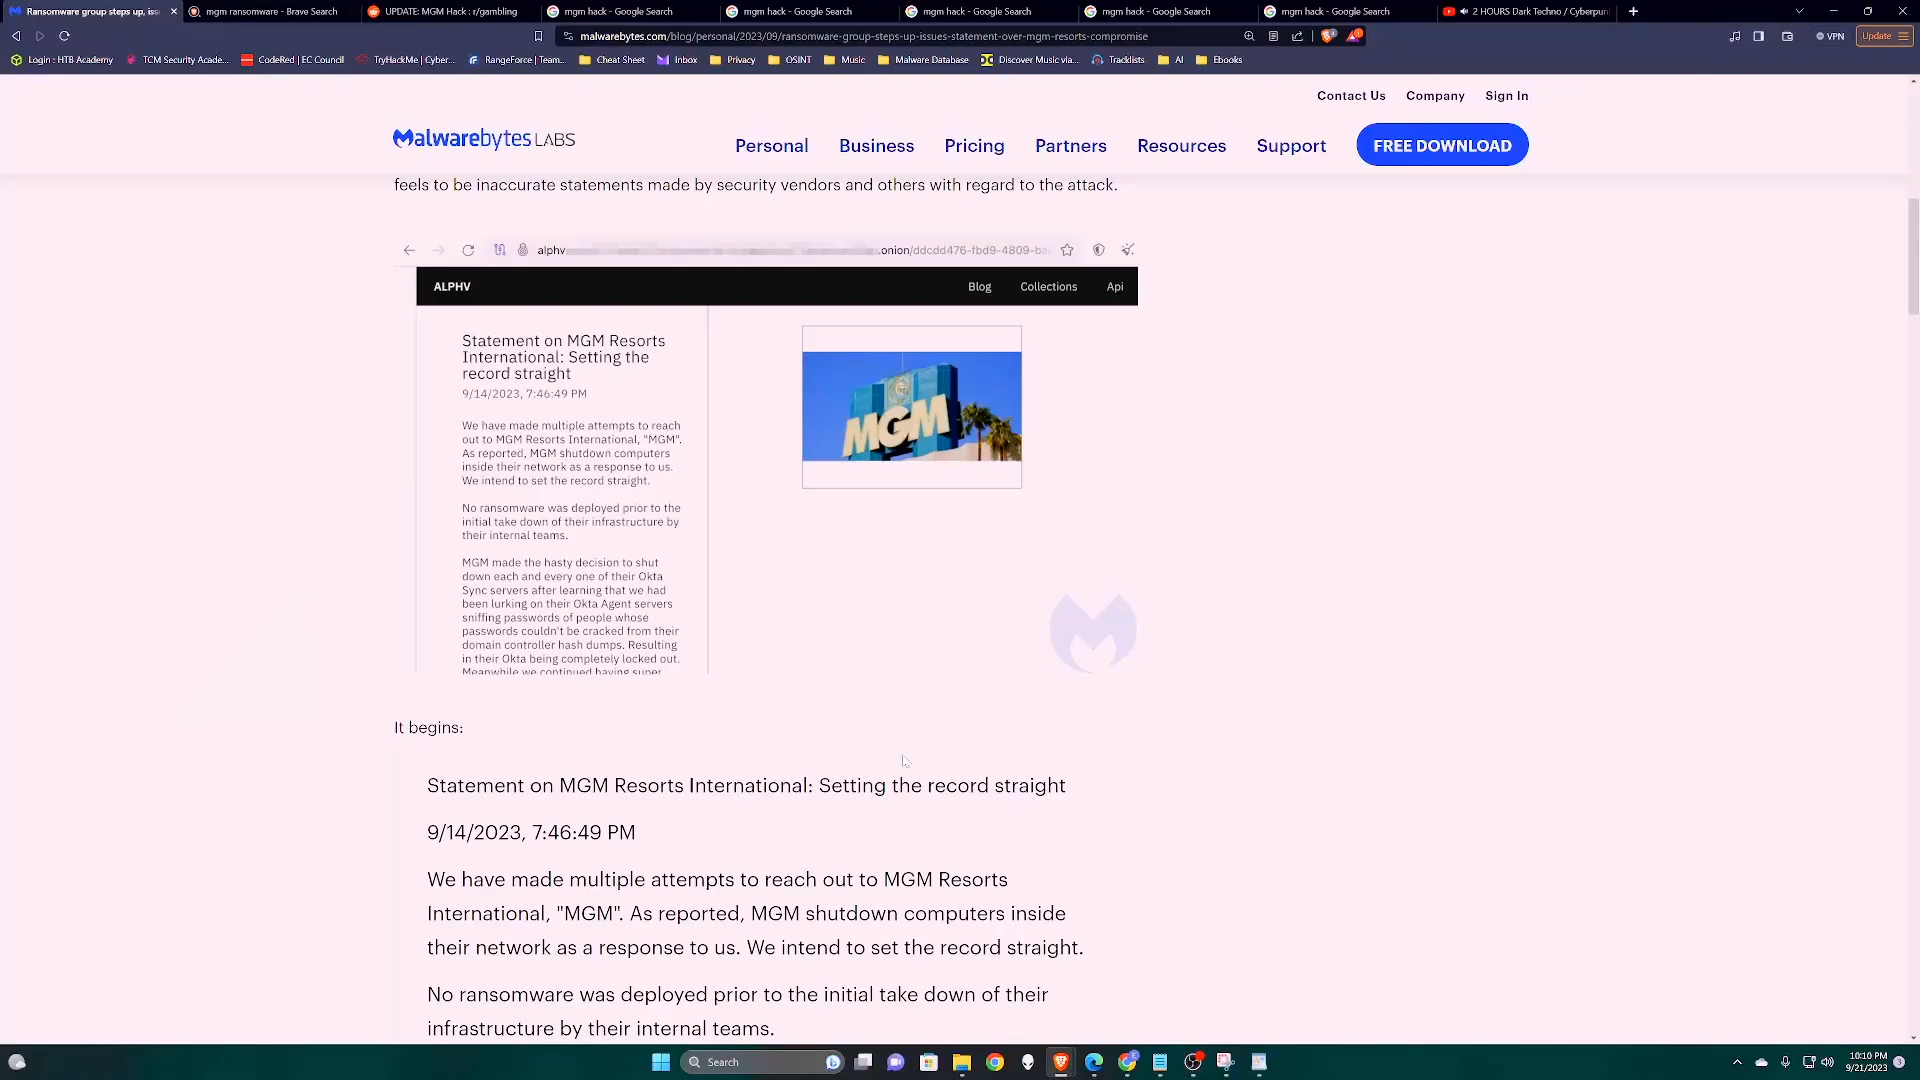 Ransomware group steps up, iss
mgm ransomware - Brave Search
UPDATE: MGM Hack : r/gambling
mgm hack - Google Search
mgm hack - Google Search
mgm hack - Google Search
mgm hack - Google Search
mgm hack - Google Search
2 HOURS Dark Techno / Cyberpun
malwarebytes.com/blog/personal/2023/09/ransomware-group-steps-up-issues-statement-over-mgm-resorts-compromise
VPN
Update
Login : HTB Academy
TCM Security Acade...
CodeRed | EC Council
TryHackMe | Cyber...
RangeForce | Team...
Cheat Sheet
Inbox
Privacy
OSINT
Music
Malware Database
Discover Music via...
Tracklists
AI
Ebooks
Contact Us
Company
Sign In
Malwarebytes LABS
Personal
Business
Pricing
Partners
Resources
Support
FREE DOWNLOAD
feels to be inaccurate statements made by security vendors and others with regard to the attack.
alphv
.onion/ddcdd476-fbd9-4809-ba
ALPHV
Blog
Collections
Api
Statement on MGM Resorts
International: Setting the
record straight
9/14/2023, 7:46:49 PM
We have made multiple attempts to reach
out to MGM Resorts International, "MGM".
As reported, MGM shutdown computers
inside their network as a response to us.
We intend to set the record straight.
No ransomware was deployed prior to the
initial take down of their infrastructure by
their internal teams.
MGM made the hasty decision to shut
down each and every one of their Okta
Sync servers after learning that we had
been lurking on their Okta Agent servers
sniffing passwords of people whose
passwords couldn't be cracked from their
domain controller hash dumps. Resulting
in their Okta being completely locked out.
Meanwhile we continued having super
MGM
It begins:
Statement on MGM Resorts International: Setting the record straight
9/14/2023, 7:46:49 PM
We have made multiple attempts to reach out to MGM Resorts
International, "MGM". As reported, MGM shutdown computers inside
their network as a response to us. We intend to set the record straight.
No ransomware was deployed prior to the initial take down of their
infrastructure by their internal teams.
Search
10:10 PM
9/21/2023